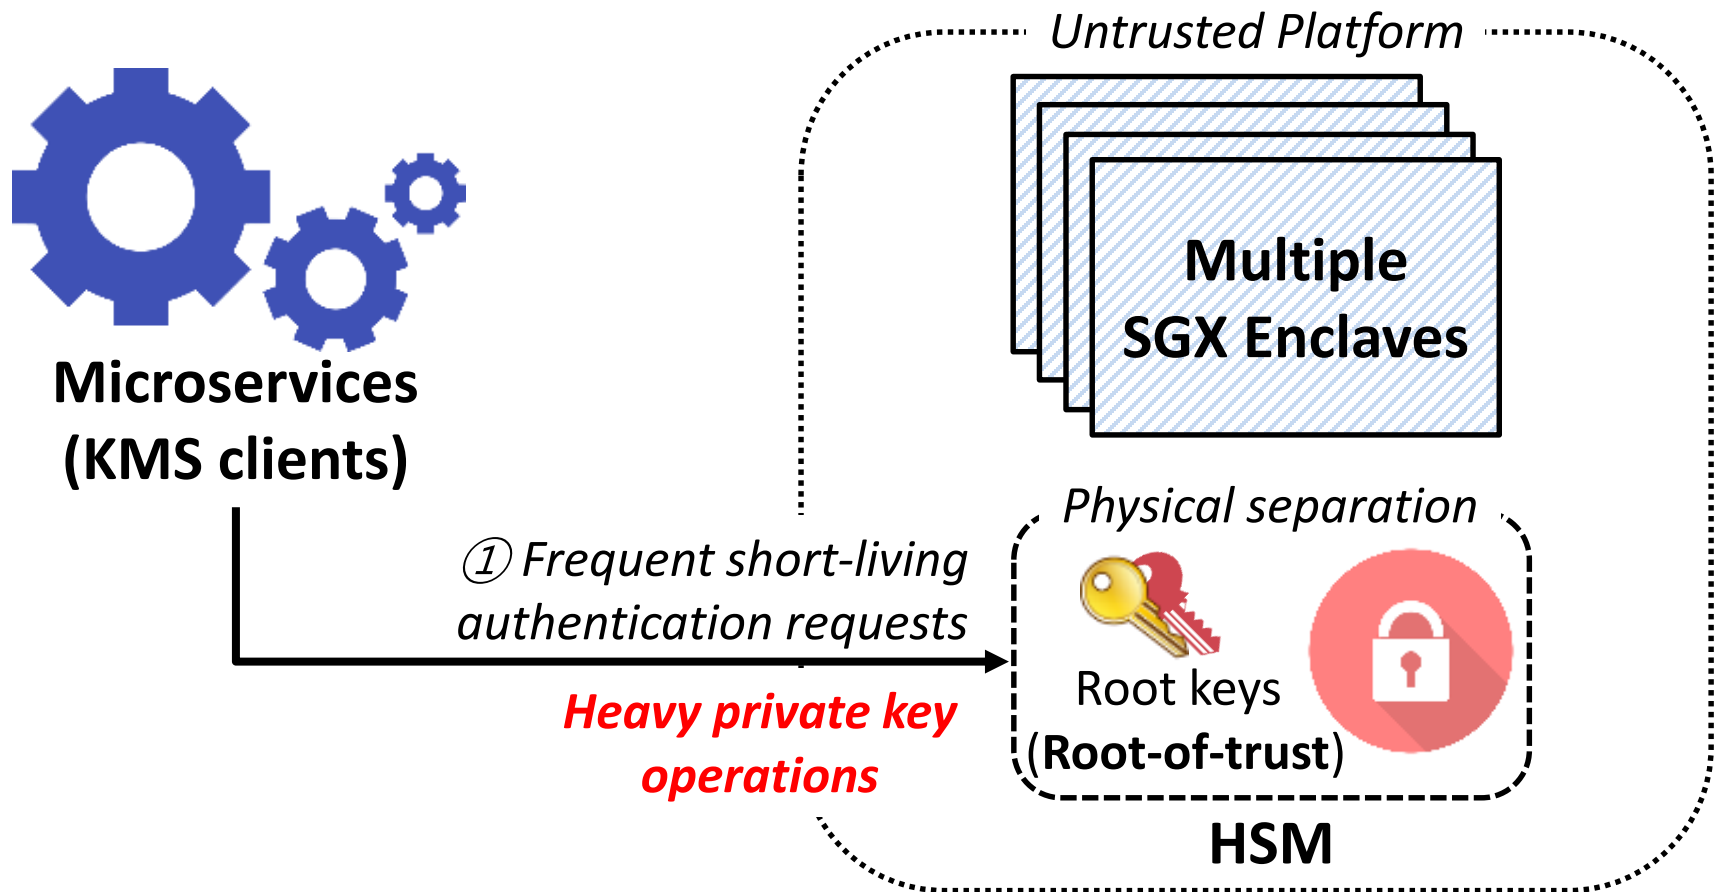 Untrusted Platform
Multiple
SGX Enclaves
Microservices
(KMS clients)
Physical separation
① Frequent short-living
authentication requests
Heavy private key
operations
Root keys
(Root-of-trust)
HSM